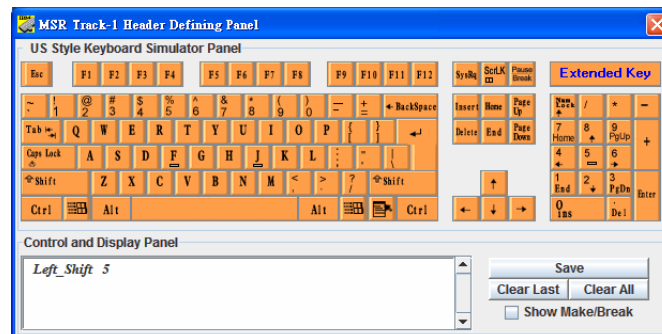 MSR Track-1 Header Defining Panel
US Style Keyboard Simulator Panel
Esc F1 F2 F3 F4 F5 F6 F7 F8 F9 F10 F11 F12 SysRq ScrLK Pause Break Extended Key
~ ! 1 @ 2 # 3 $ 4 % 5 ^ 6 & 7 * 8 ( 9 ) 0 _ - + = BackSpace Insert Home Page Up Num Lock / * -
Tab Q W E R T Y U I O P { [ } ] Delete End Page Down 7 Home 8 9 PgUp +
Caps Lock A S D F G H J K L : ; " ' | \ 4 5 6
Shift Z X C V B N M < , > . ? / Shift ↑ 1 End 2 3 PgDn Enter
Ctrl Alt Alt Ctrl ← ↓ → 0 ins . Del
Control and Display Panel
Left_Shift 5
Save
Clear Last Clear All
Show Make/Break